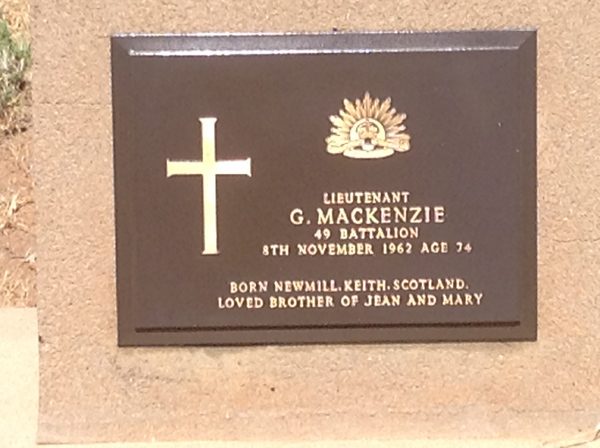 LIEUTENANT
G. MACKENZIE
49 BATTALION
8TH NOVEMBER 1962 AGE 74
BORN NEWMILL. KEITH. SCOTLAND.
LOVED BROTHER OF JEAN AND MARY